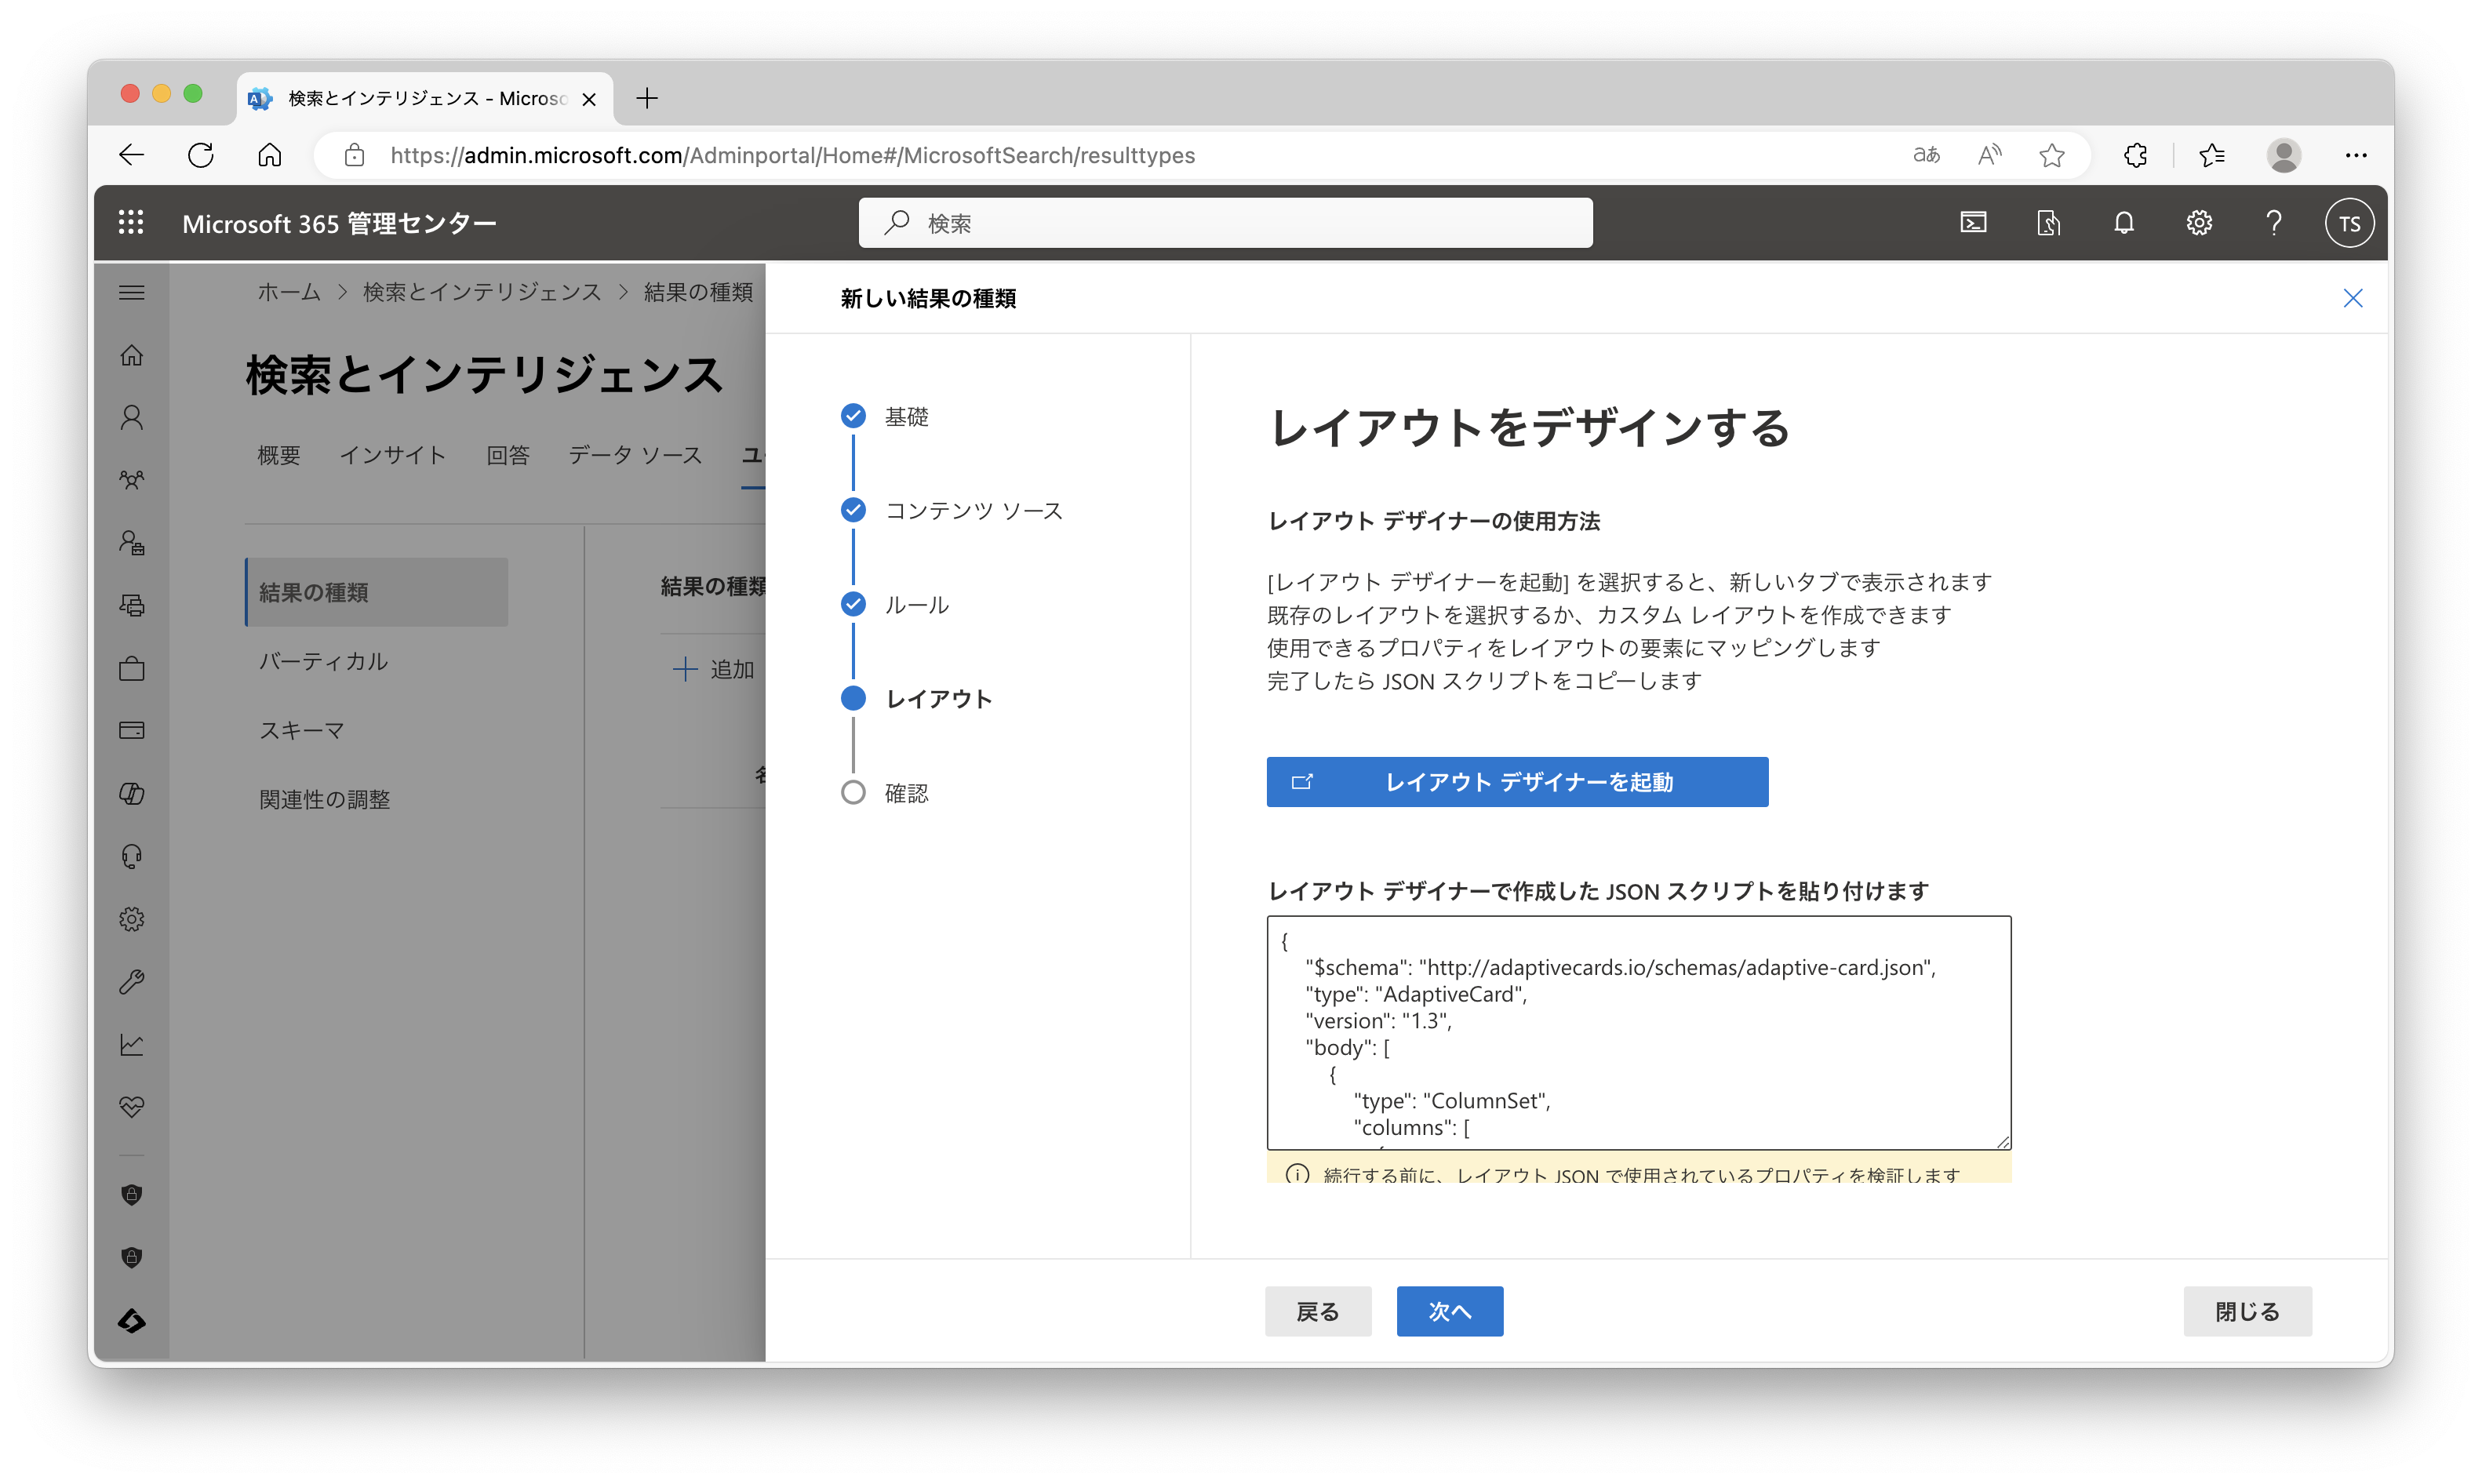 検索とインテリジェンス - Microso
https://admin.microsoft.com/Adminportal/Home#/MicrosoftSearch/resulttypes
Microsoft 365 管理センター
検索
TS
ホーム > 検索とインテリジェンス > 結果の種類
検索とインテリジェンス
概要 インサイト 回答 データ ソース
結果の種類
バーティカル
スキーマ
関連性の調整
結果の種類
追加
名
新しい結果の種類
基礎
コンテンツ ソース
ルール
レイアウト
確認
レイアウトをデザインする
レイアウト デザイナーの使用方法
[レイアウト デザイナーを起動] を選択すると、新しいタブで表示されます
既存のレイアウトを選択するか、カスタム レイアウトを作成できます
使用できるプロパティをレイアウトの要素にマッピングします
完了したら JSON スクリプトをコピーします
レイアウト デザイナーを起動
レイアウト デザイナーで作成した JSON スクリプトを貼り付けます
{
"$schema": "http://adaptivecards.io/schemas/adaptive-card.json",
"type": "AdaptiveCard",
"version": "1.3",
"body": [
{
"type": "ColumnSet",
"columns": [
続行する前に、レイアウト JSON で使用されているプロパティを検証します
戻る
次へ
閉じる